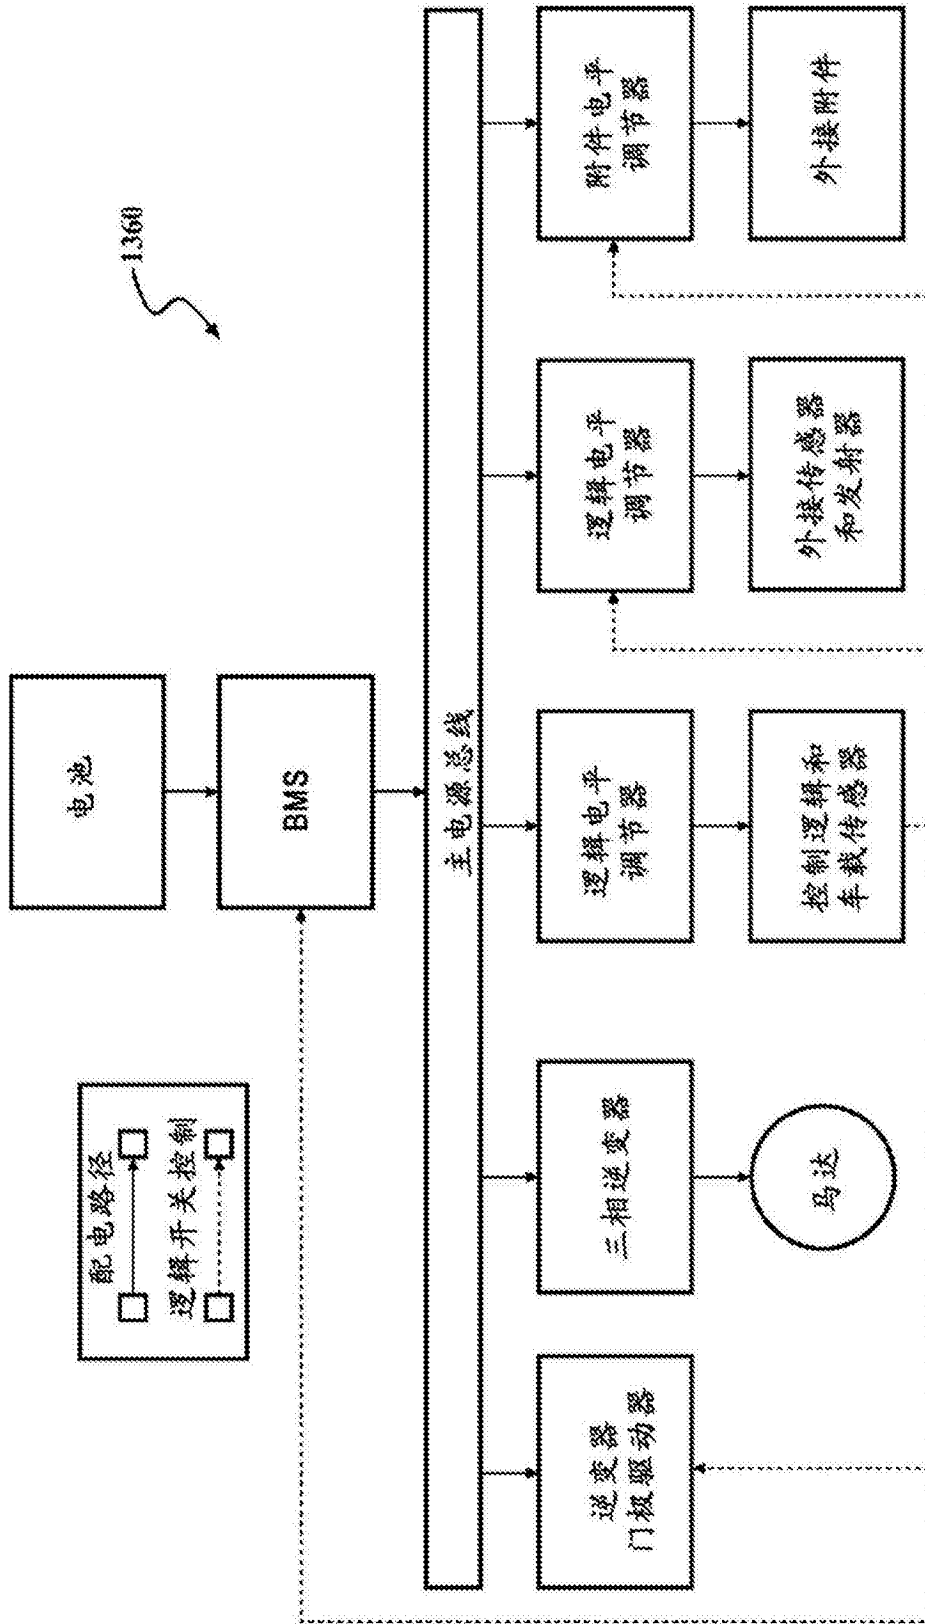 1360
电池
BMS
主电源总线
配电路径
逻辑开关控制
逆变器
门极驱动器
三相逆变器
马达
逻辑电平
调节器
控制逻辑和
车载传感器
逻辑电平
调节器
外接传感器
和发射器
附件电平
调节器
外接附件